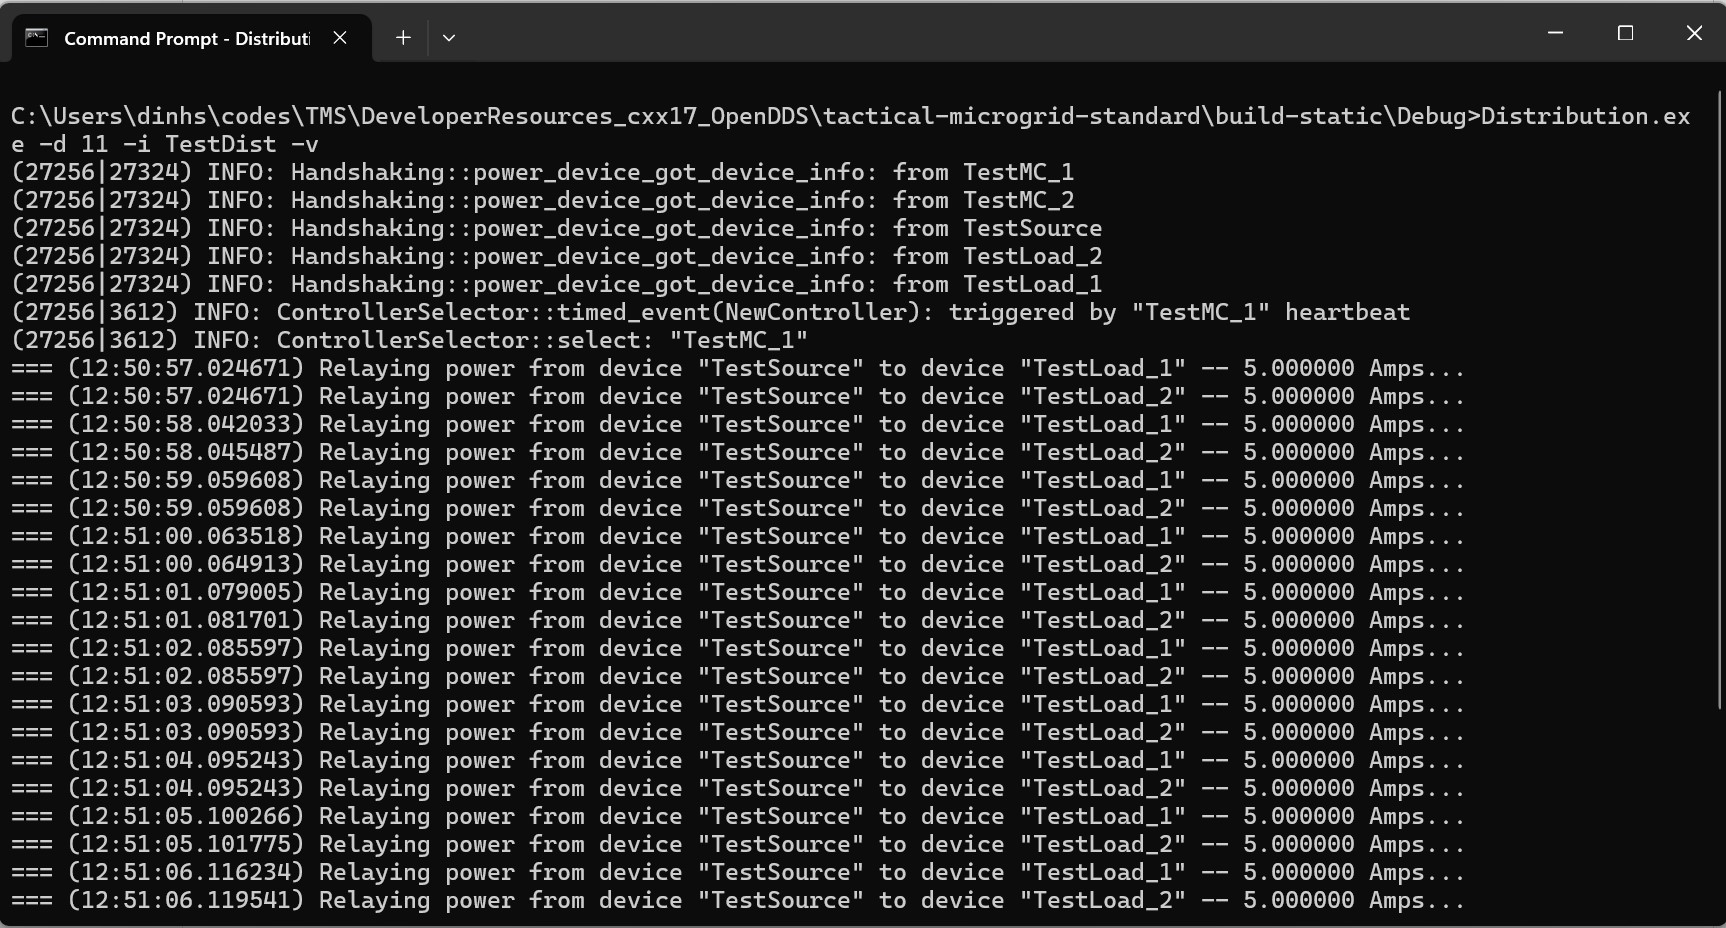 Command Prompt - Distributi
C:\Users\dinhs\codes\TMS\DeveloperResources_cxx17_OpenDDS\tactical-microgrid-standard\build-static\Debug>Distribution.ex
e -d 11 -i TestDist -v
(27256|27324) INFO: Handshaking::power_device_got_device_info: from TestMC_1
(27256|27324) INFO: Handshaking::power_device_got_device_info: from TestMC_2
(27256|27324) INFO: Handshaking::power_device_got_device_info: from TestSource
(27256|27324) INFO: Handshaking::power_device_got_device_info: from TestLoad_2
(27256|27324) INFO: Handshaking::power_device_got_device_info: from TestLoad_1
(27256|3612) INFO: ControllerSelector::timed_event(NewController): triggered by "TestMC_1" heartbeat
(27256|3612) INFO: ControllerSelector::select: "TestMC_1"
=== (12:50:57.024671) Relaying power from device "TestSource" to device "TestLoad_1" -- 5.000000 Amps...
=== (12:50:57.024671) Relaying power from device "TestSource" to device "TestLoad_2" -- 5.000000 Amps...
=== (12:50:58.042033) Relaying power from device "TestSource" to device "TestLoad_1" -- 5.000000 Amps...
=== (12:50:58.045487) Relaying power from device "TestSource" to device "TestLoad_2" -- 5.000000 Amps...
=== (12:50:59.059608) Relaying power from device "TestSource" to device "TestLoad_1" -- 5.000000 Amps...
=== (12:50:59.059608) Relaying power from device "TestSource" to device "TestLoad_2" -- 5.000000 Amps...
=== (12:51:00.063518) Relaying power from device "TestSource" to device "TestLoad_1" -- 5.000000 Amps...
=== (12:51:00.064913) Relaying power from device "TestSource" to device "TestLoad_2" -- 5.000000 Amps...
=== (12:51:01.079005) Relaying power from device "TestSource" to device "TestLoad_1" -- 5.000000 Amps...
=== (12:51:01.081701) Relaying power from device "TestSource" to device "TestLoad_2" -- 5.000000 Amps...
=== (12:51:02.085597) Relaying power from device "TestSource" to device "TestLoad_1" -- 5.000000 Amps...
=== (12:51:02.085597) Relaying power from device "TestSource" to device "TestLoad_2" -- 5.000000 Amps...
=== (12:51:03.090593) Relaying power from device "TestSource" to device "TestLoad_1" -- 5.000000 Amps...
=== (12:51:03.090593) Relaying power from device "TestSource" to device "TestLoad_2" -- 5.000000 Amps...
=== (12:51:04.095243) Relaying power from device "TestSource" to device "TestLoad_1" -- 5.000000 Amps...
=== (12:51:04.095243) Relaying power from device "TestSource" to device "TestLoad_2" -- 5.000000 Amps...
=== (12:51:05.100266) Relaying power from device "TestSource" to device "TestLoad_1" -- 5.000000 Amps...
=== (12:51:05.101775) Relaying power from device "TestSource" to device "TestLoad_2" -- 5.000000 Amps...
=== (12:51:06.116234) Relaying power from device "TestSource" to device "TestLoad_1" -- 5.000000 Amps...
=== (12:51:06.119541) Relaying power from device "TestSource" to device "TestLoad_2" -- 5.000000 Amps...